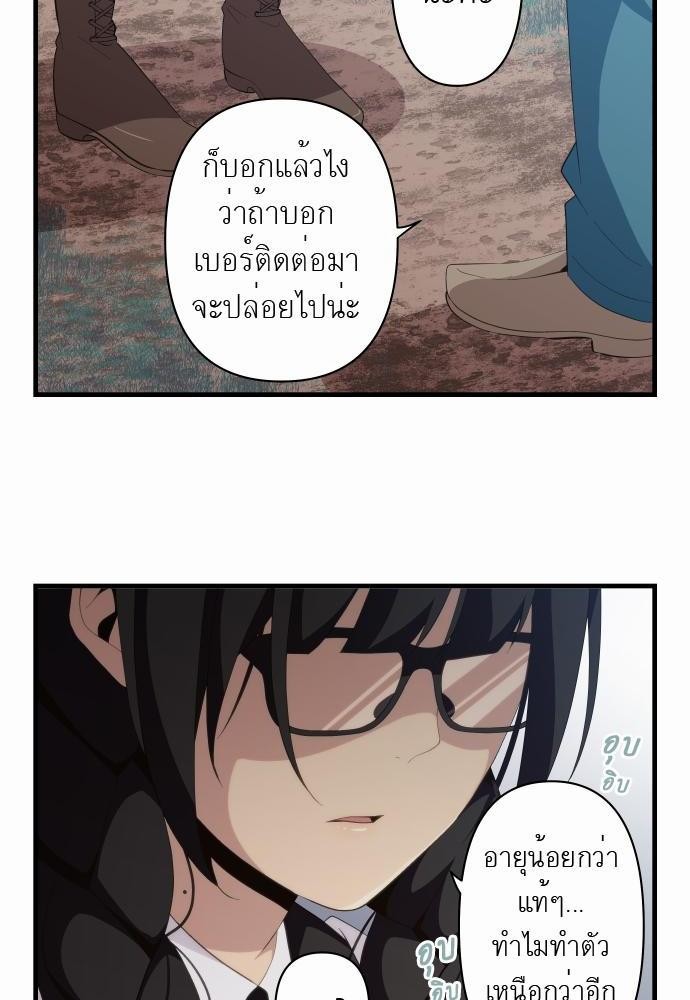 ก็บอกแล้วไง
ว่าถ้าบอก
เบอร์ติดต่อมา
จะปล่อยไปน่ะ
อุบ
อิบ
อายุน้อยกว่า
แท้ๆ...
ทำไมทำตัว
เหนือกว่าอีก
อุบ
อิบ